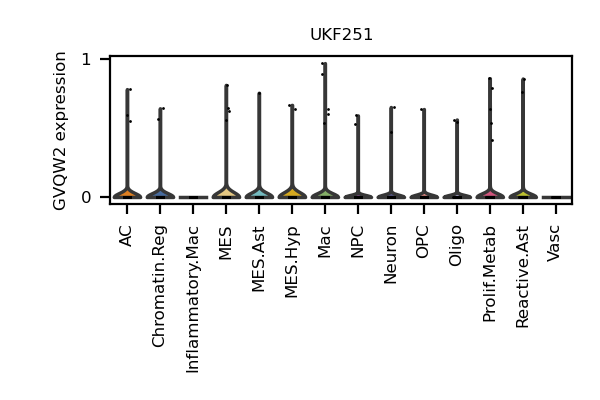 UKF251
GVQW2 expression
1
0
AC
Chromatin.Reg
Inflammatory.Mac
MES
MES.Ast
MES.Hyp
Mac
NPC
Neuron
OPC
Oligo
Prolif.Metab
Reactive.Ast
Vasc